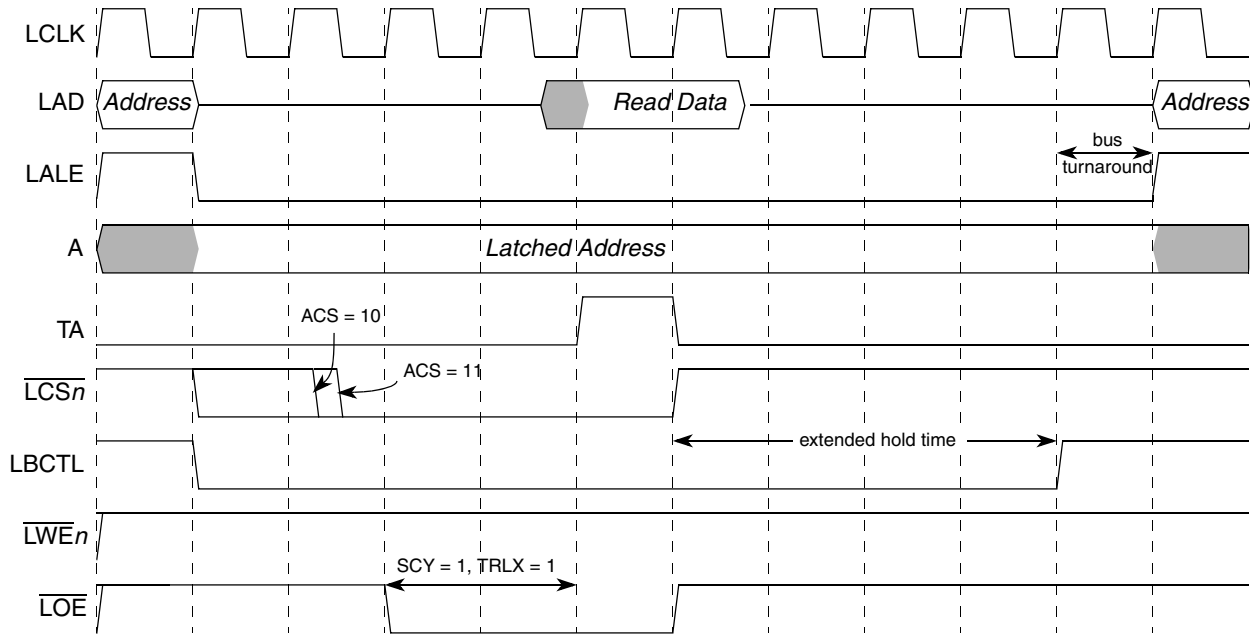 LCLK
LAD
Address
Read Data
Address
bus
turnaround
LALE
A
Latched Address
TA
ACS = 10
ACS = 11
LCSn
extended hold time
LBCTL
LWEn
SCY = 1, TRLX = 1
LOE